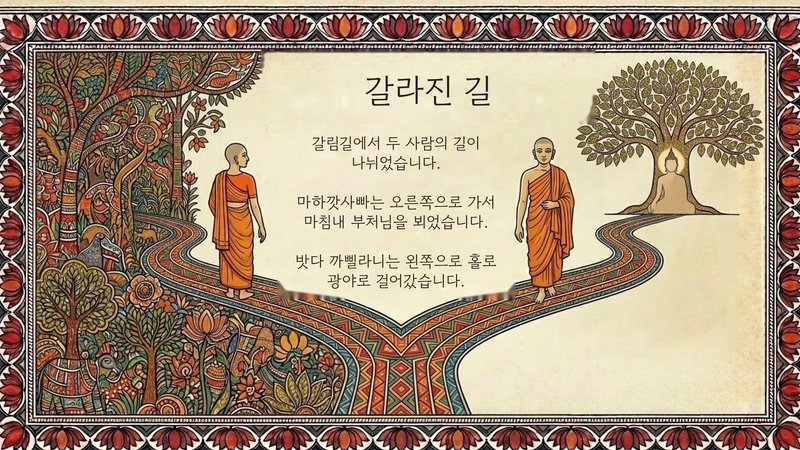 갈라진 길
갈림길에서 두 사람의 길이
나뉘었습니다.
마하깟사빠는 오른쪽으로 가서
마침내 부처님을 뵈었습니다.
밧다 까삘라니는 왼쪽으로 홀로
광야로 걸어갔습니다.